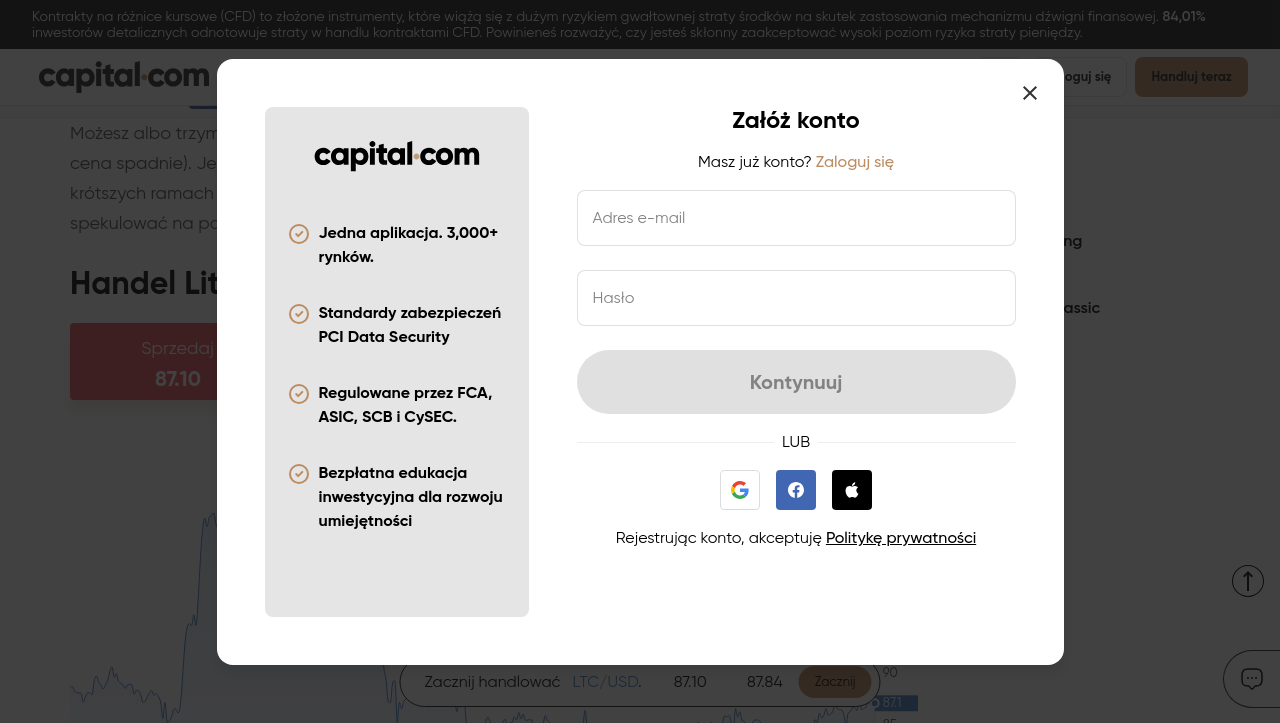 Kontrakty na różnice kursowe (CFD) to złożone instrumenty, które wiążą się z dużym ryzykiem gwałtownej straty środków na skutek zastosowania mechanizmu dźwigni finansowej. 84,01%
inwestorów detalicznych odnotowuje straty w handlu kontraktami CFD. Powinieneś rozważyć, czy jesteś skłonny zaakceptować wysoki poziom ryzyka straty pieniędzy.
capital.com
oguj się
Handluj teraz
Możesz albo trzym
cena spadnie). Je
krótszych ramach
spekulować na po
Handel Lit
Sprzedaj
87.10
ng
assic
capital.com
Jedna aplikacja. 3,000+
rynków.
Standardy zabezpieczeń
PCI Data Security
Regulowane przez FCA,
ASIC, SCB i CySEC.
Bezpłatna edukacja
inwestycyjna dla rozwoju
umiejętności
Załóż konto
Masz już konto? Zaloguj się
Adres e-mail
Hasło
Kontynuuj
LUB
Rejestrując konto, akceptuję Politykę prywatności
Zacznij handlować LTC/USD. 87.10 87.84 Zacznij
90
87.1